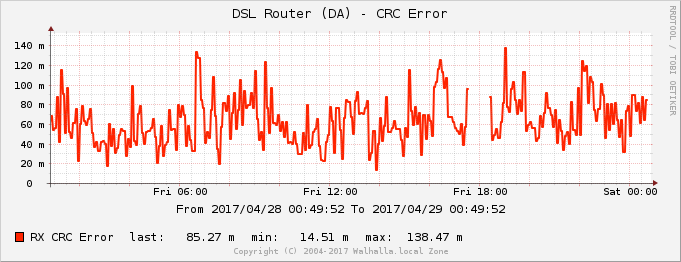 DSL Router (DA) - CRC Error
RRDTOOL / TOBI OETIKER
140 m
120 m
100 m
80 m
60 m
40 m
20 m
0
Fri 06:00 Fri 12:00 Fri 18:00 Sat 00:00
From 2017/04/28 00:49:52 To 2017/04/29 00:49:52
RX CRC Error last: 85.27 m min: 14.51 m max: 138.47 m
Copyright (C) 2004-2017 Walhalla.local Zone